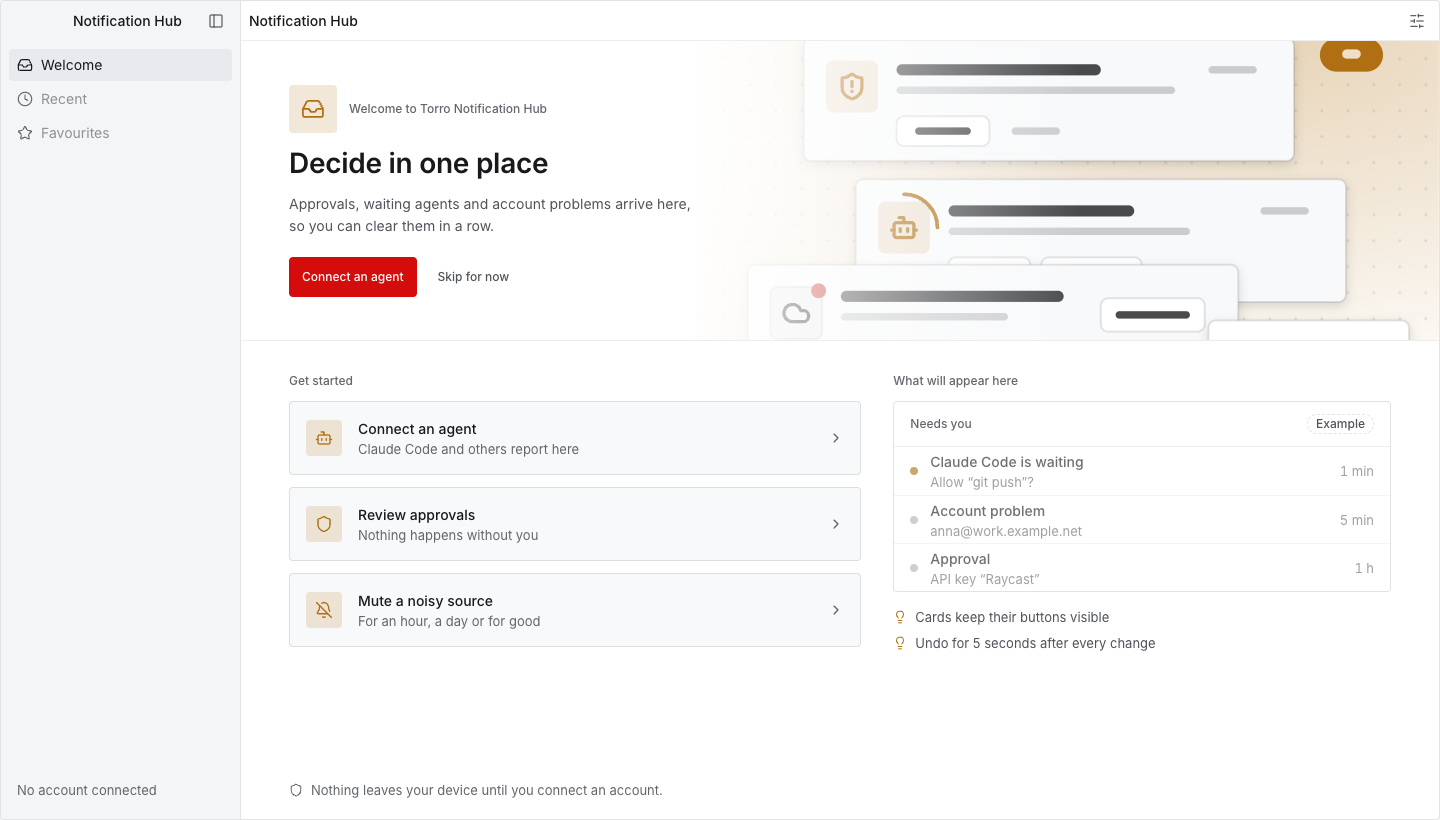 Notification Hub
Notification Hub
Welcome
Recent
Favourites
Welcome to Torro Notification Hub
Decide in one place
Approvals, waiting agents and account problems arrive here,
so you can clear them in a row.
Connect an agent
Skip for now
Get started
Connect an agent
Claude Code and others report here
Review approvals
Nothing happens without you
Mute a noisy source
For an hour, a day or for good
What will appear here
Needs you
Example
Claude Code is waiting
Allow “git push”?
1 min
Account problem
anna@work.example.net
5 min
Approval
API key “Raycast”
1 h
Cards keep their buttons visible
Undo for 5 seconds after every change
No account connected
Nothing leaves your device until you connect an account.